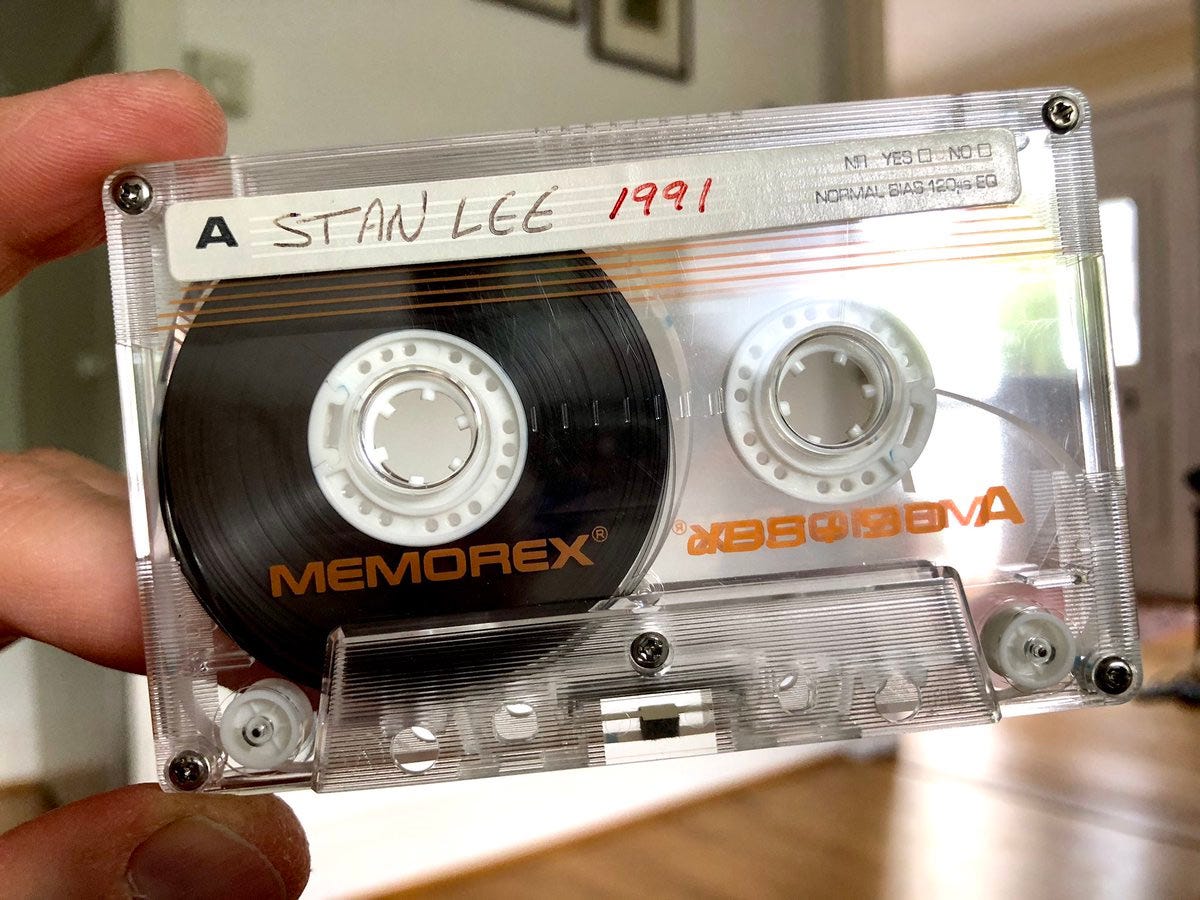 A STAN LEE 1991
NR YES NO
NORMAL BIAS 120μs EQ
MEMOREX®